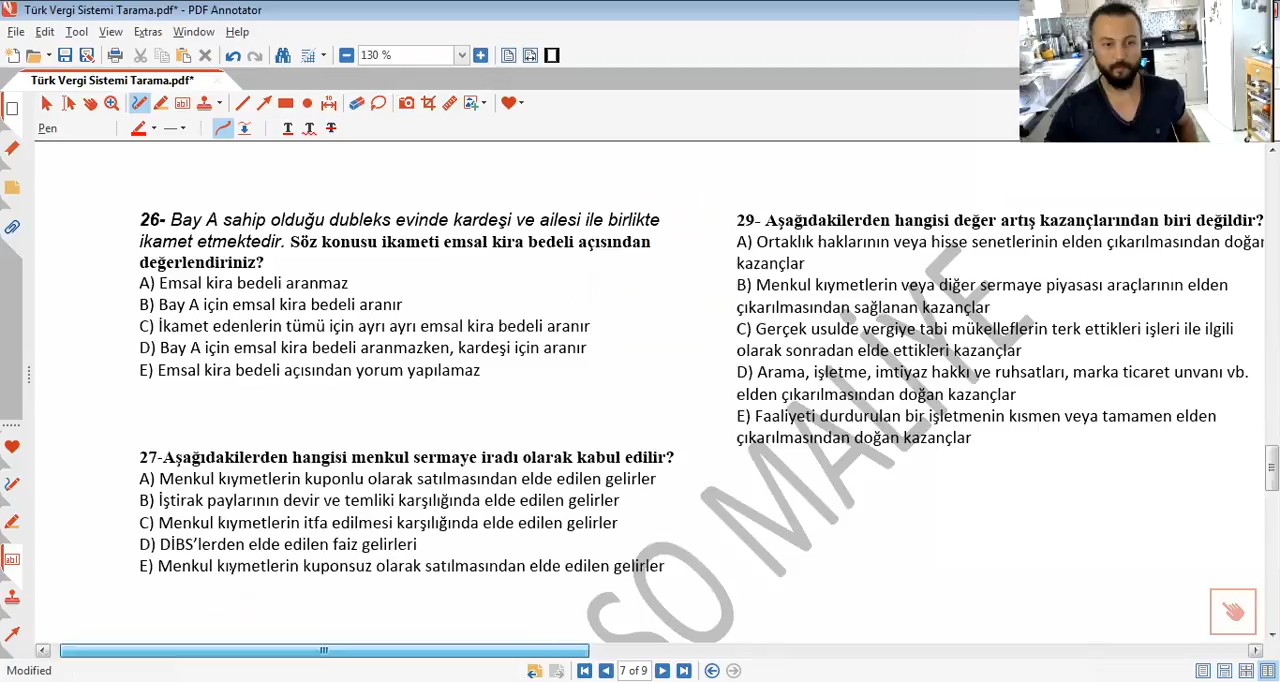 Türk Vergi Sistemi Tarama.pdf* - PDF Annotator
File Edit Tool View Extras Window Help
130 %
Türk Vergi Sistemi Tarama.pdf*
Pen
26- Bay A sahip olduğu dubleks evinde kardeşi ve ailesi ile birlikte
ikamet etmektedir. Söz konusu ikameti emsal kira bedeli açısından
değerlendiriniz?
A) Emsal kira bedeli aranmaz
B) Bay A için emsal kira bedeli aranır
C) İkamet edenlerin tümü için ayrı ayrı emsal kira bedeli aranır
D) Bay A için emsal kira bedeli aranmazken, kardeşi için aranır
E) Emsal kira bedeli açısından yorum yapılamaz
27-Aşağıdakilerden hangisi menkul sermaye iradı olarak kabul edilir?
A) Menkul kıymetlerin kuponlu olarak satılmasından elde edilen gelirler
B) İştirak paylarının devir ve temliki karşılığında elde edilen gelirler
C) Menkul kıymetlerin itfa edilmesi karşılığında elde edilen gelirler
D) DİBS’lerden elde edilen faiz gelirleri
E) Menkul kıymetlerin kuponsuz olarak satılmasından elde edilen gelirler
29- Aşağıdakilerden hangisi değer artış kazançlarından biri değildir?
A) Ortaklık haklarının veya hisse senetlerinin elden çıkarılmasından doğan
kazançlar
B) Menkul kıymetlerin veya diğer sermaye piyasası araçlarının elden
çıkarılmasından sağlanan kazançlar
C) Gerçek usulde vergiye tabi mükelleflerin terk ettikleri işleri ile ilgili
olarak sonradan elde ettikleri kazançlar
D) Arama, işletme, imtiyaz hakkı ve ruhsatları, marka ticaret unvanı vb.
elden çıkarılmasından doğan kazançlar
E) Faaliyeti durdurulan bir işletmenin kısmen veya tamamen elden
çıkarılmasından doğan kazançlar
SO MALİYE
Modified
7 of 9